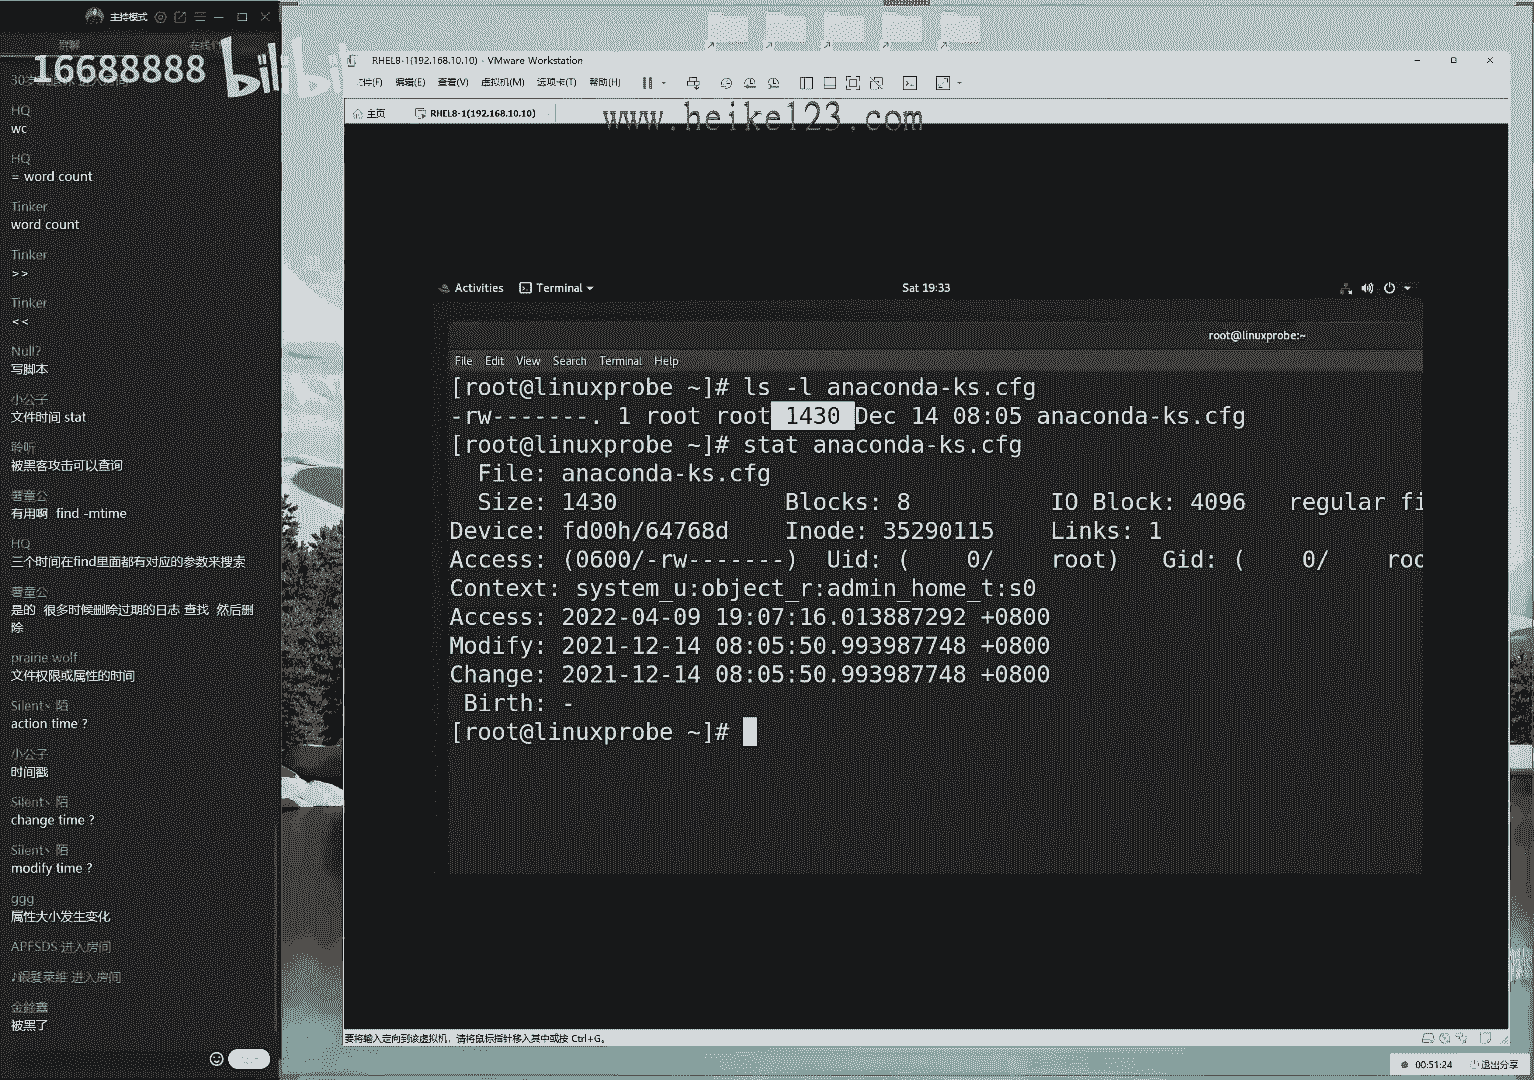 主持模式
16688888
bilibili
HQ
wc
HQ
= word count
Tinker
word count
Tinker
>>
Tinker
<<
Null?
写脚本
小公子
文件时间 stat
聆听
被黑客攻击可以查询
有用啊 find -mtime
HQ
三个时间在find里面都有对应的参数来搜索
是的 很多时候删除过期的日志 查找 然后删
除
prairie wolf
文件权限或属性的时间
Silent丶陌
action time ?
小公子
时间戳
Silent丶陌
change time ?
Silent丶陌
modify time ?
ggg
属性大小发生变化
APFSDS 进入房间
进入房间
被黑了
RHEL8-1(192.168.10.10) - VMware Workstation
文件(F) 编辑(E) 查看(V) 虚拟机(M) 选项卡(T) 帮助(H)
主页 RHEL8-1(192.168.10.10)
www.heike123.com
Activities Terminal Sat 19:33
root@linuxprobe:~
File Edit View Search Terminal Help
[root@linuxprobe ~]# ls -l anaconda-ks.cfg
-rw-------. 1 root root 1430 Dec 14 08:05 anaconda-ks.cfg
[root@linuxprobe ~]# stat anaconda-ks.cfg
File: anaconda-ks.cfg
Size: 1430 Blocks: 8 IO Block: 4096 regular fi
Device: fd00h/64768d Inode: 35290115 Links: 1
Access: (0600/-rw-------) Uid: ( 0/ root) Gid: ( 0/ roo
Context: system_u:object_r:admin_home_t:s0
Access: 2022-04-09 19:07:16.013887292 +0800
Modify: 2021-12-14 08:05:50.993987748 +0800
Change: 2021-12-14 08:05:50.993987748 +0800
Birth: -
[root@linuxprobe ~]#
要将输入定向到该虚拟机，请将鼠标指针移入其中或按 Ctrl+G。
00:51:24 退出分享